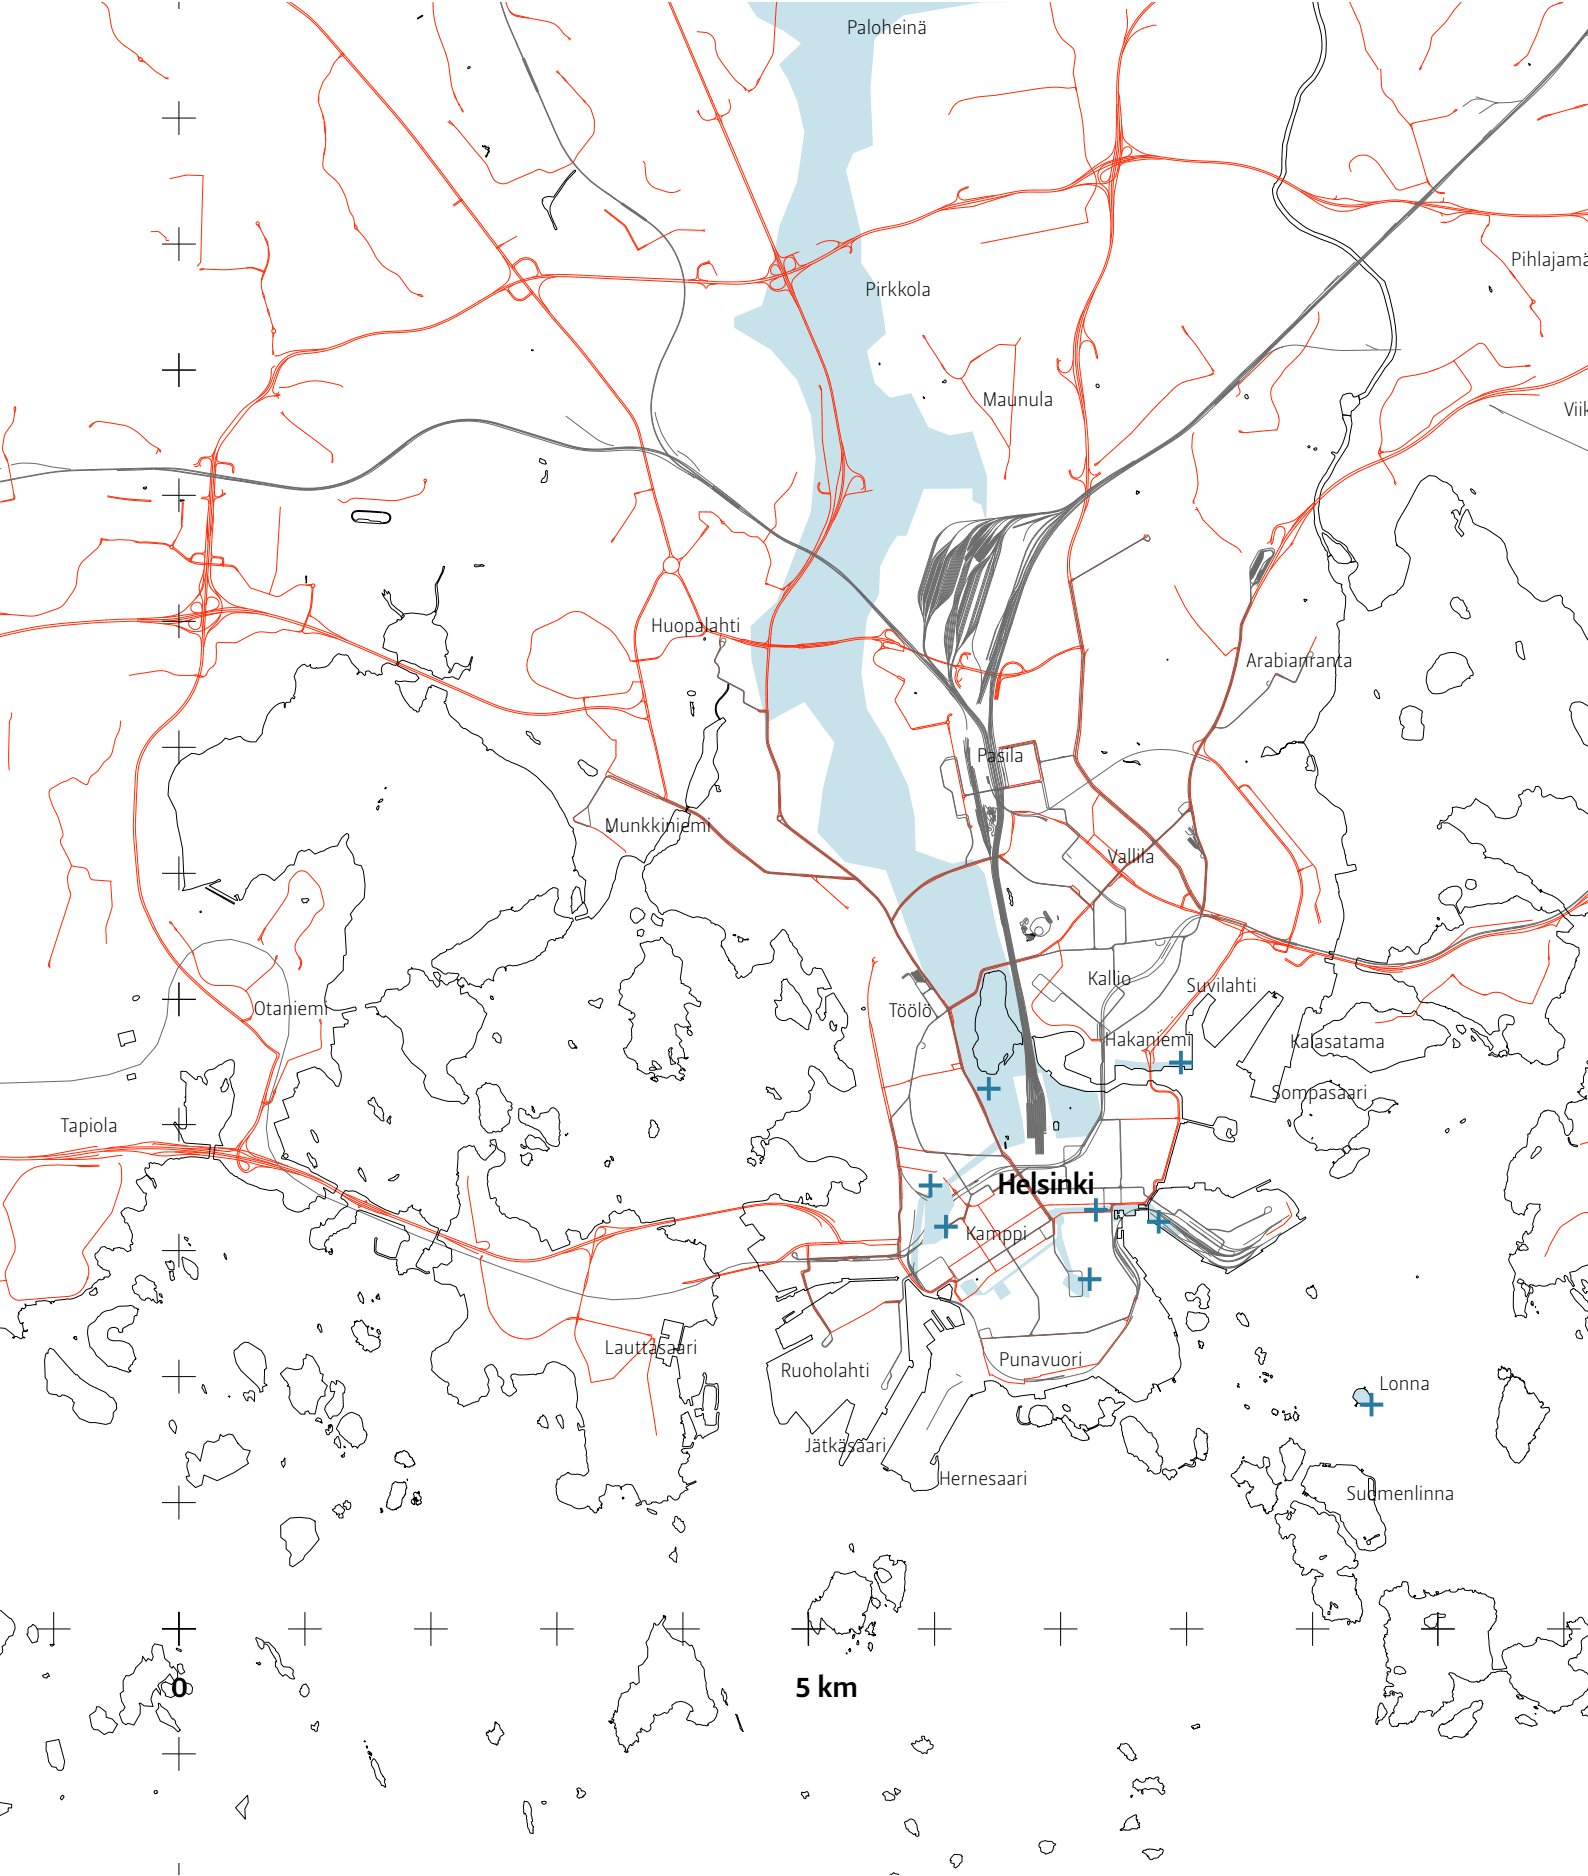 Paloheinä
Pihlajamä
Pirkkola
Maunula
Viik
Huopalahti
Arabianranta
Pasila
Munkkiniemi
Vallila
Kallio
Suvilahti
Otaniemi
Töölö
Hakaniemi
Kalasatama
Sompasaari
Tapiola
Helsinki
Kamppi
Lauttasaari
Punavuori
Ruoholahti
Lonna
Jätkäsaari
Hernesaari
Suomenlinna
0
5 km